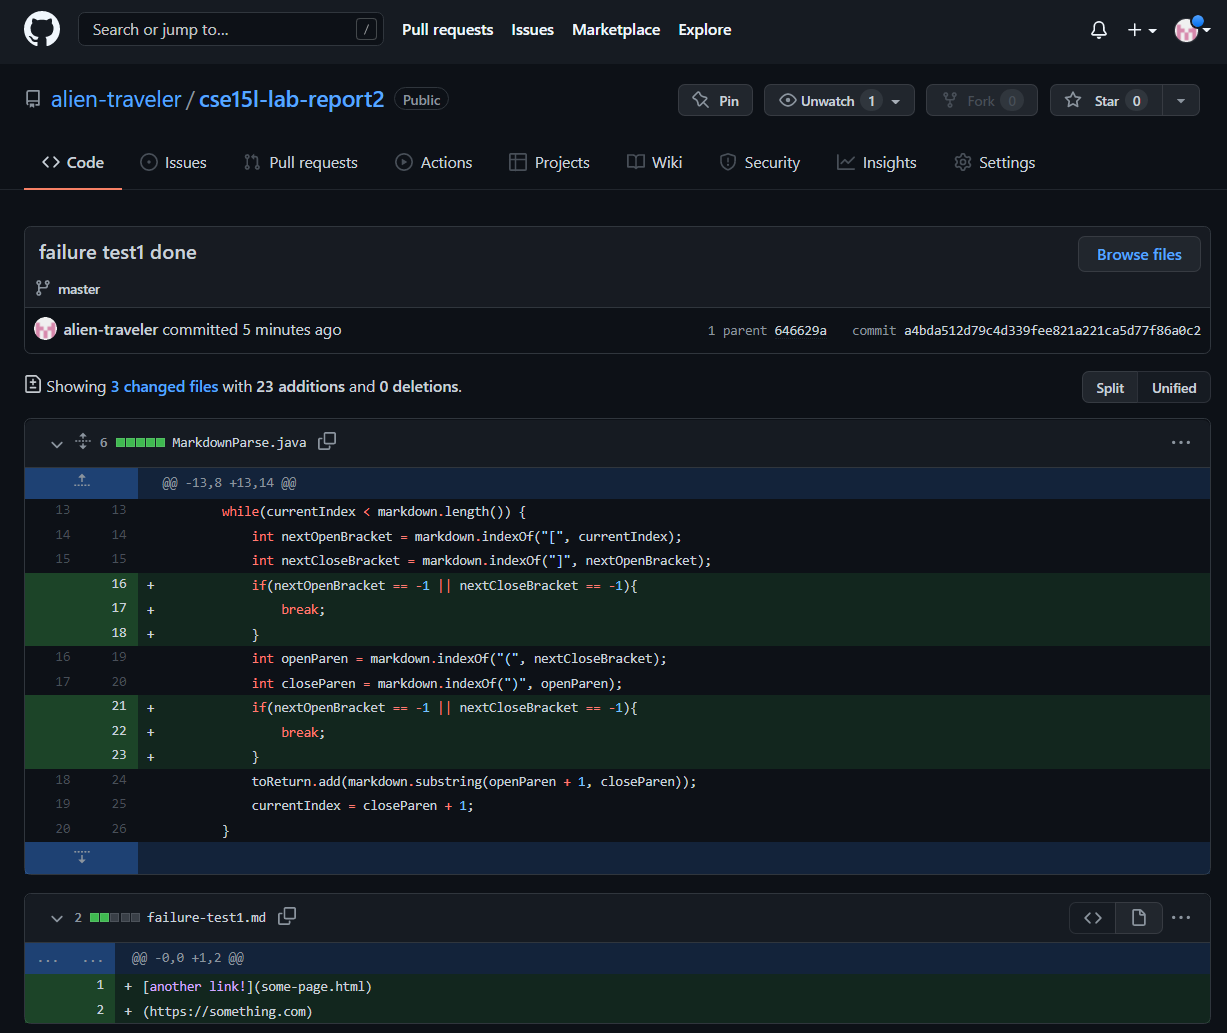 Search or jump to... / Pull requests Issues Marketplace Explore
alien-traveler / cse15l-lab-report2 Public Pin Unwatch 1 Fork 0 Star 0
Code Issues Pull requests Actions Projects Wiki Security Insights Settings
failure test1 done
Browse files
master
alien-traveler committed 5 minutes ago 1 parent 646629a commit a4bda512d79c4d339fee821a221ca5d77f86a0c2
Showing 3 changed files with 23 additions and 0 deletions. Split Unified
6 MarkdownParse.java ...
@@ -13,8 +13,14 @@
13 13 while(currentIndex < markdown.length()) {
14 14 int nextOpenBracket = markdown.indexOf("[", currentIndex);
15 15 int nextCloseBracket = markdown.indexOf("]", nextOpenBracket);
16 + if(nextOpenBracket == -1 || nextCloseBracket == -1){
17 + break;
18 + }
16 19 int openParen = markdown.indexOf("(", nextCloseBracket);
17 20 int closeParen = markdown.indexOf(")", openParen);
21 + if(nextOpenBracket == -1 || nextCloseBracket == -1){
22 + break;
23 + }
18 24 toReturn.add(markdown.substring(openParen + 1, closeParen));
19 25 currentIndex = closeParen + 1;
20 26 }
2 failure-test1.md <> ...
... ... @@ -0,0 +1,2 @@
1 + [another link!](some-page.html)
2 + (https://something.com)